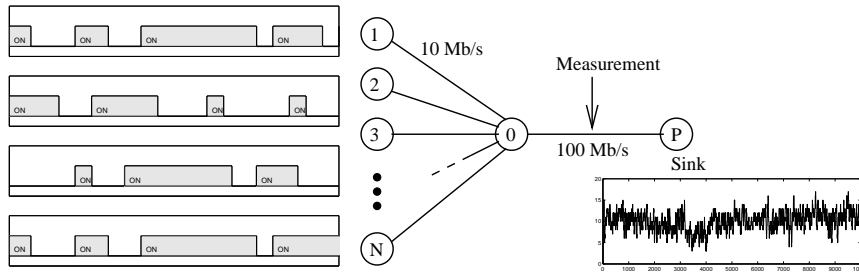 ON ON ON ON
ON ON ON ON
ON ON ON
ON ON ON ON
1
10 Mb/s
2
Measurement
3
0
P
100 Mb/s
Sink
N
20
15
10
5
0
0 1000 2000 3000 4000 5000 6000 7000 8000 9000